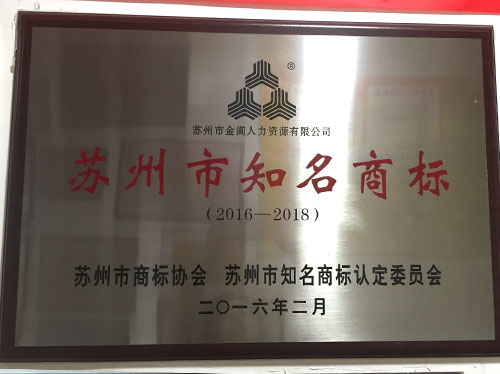 ®
苏州市金阊人力资源有限公司
苏州市知名商标
(2016—2018)
苏州市商标协会 苏州市知名商标认定委员会
二〇一六年二月